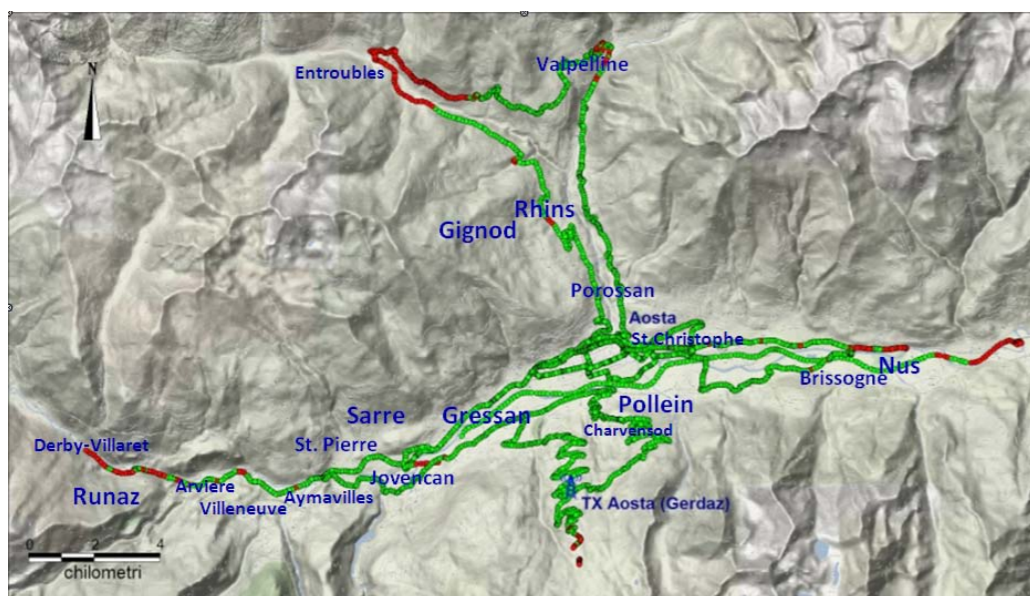 N
Entroubles
Valpelline
Rhins
Gignod
Porossan
Aosta
St.Christophe
Nus
Brissogne
Pollein
Sarre
Gressan
Charvensod
St. Pierre
Derby-Villaret
Jovencan
Arviere
Runaz
Aymavilles
Villeneuve
TX Aosta (Gerdaz)
0 2 4
chilometri